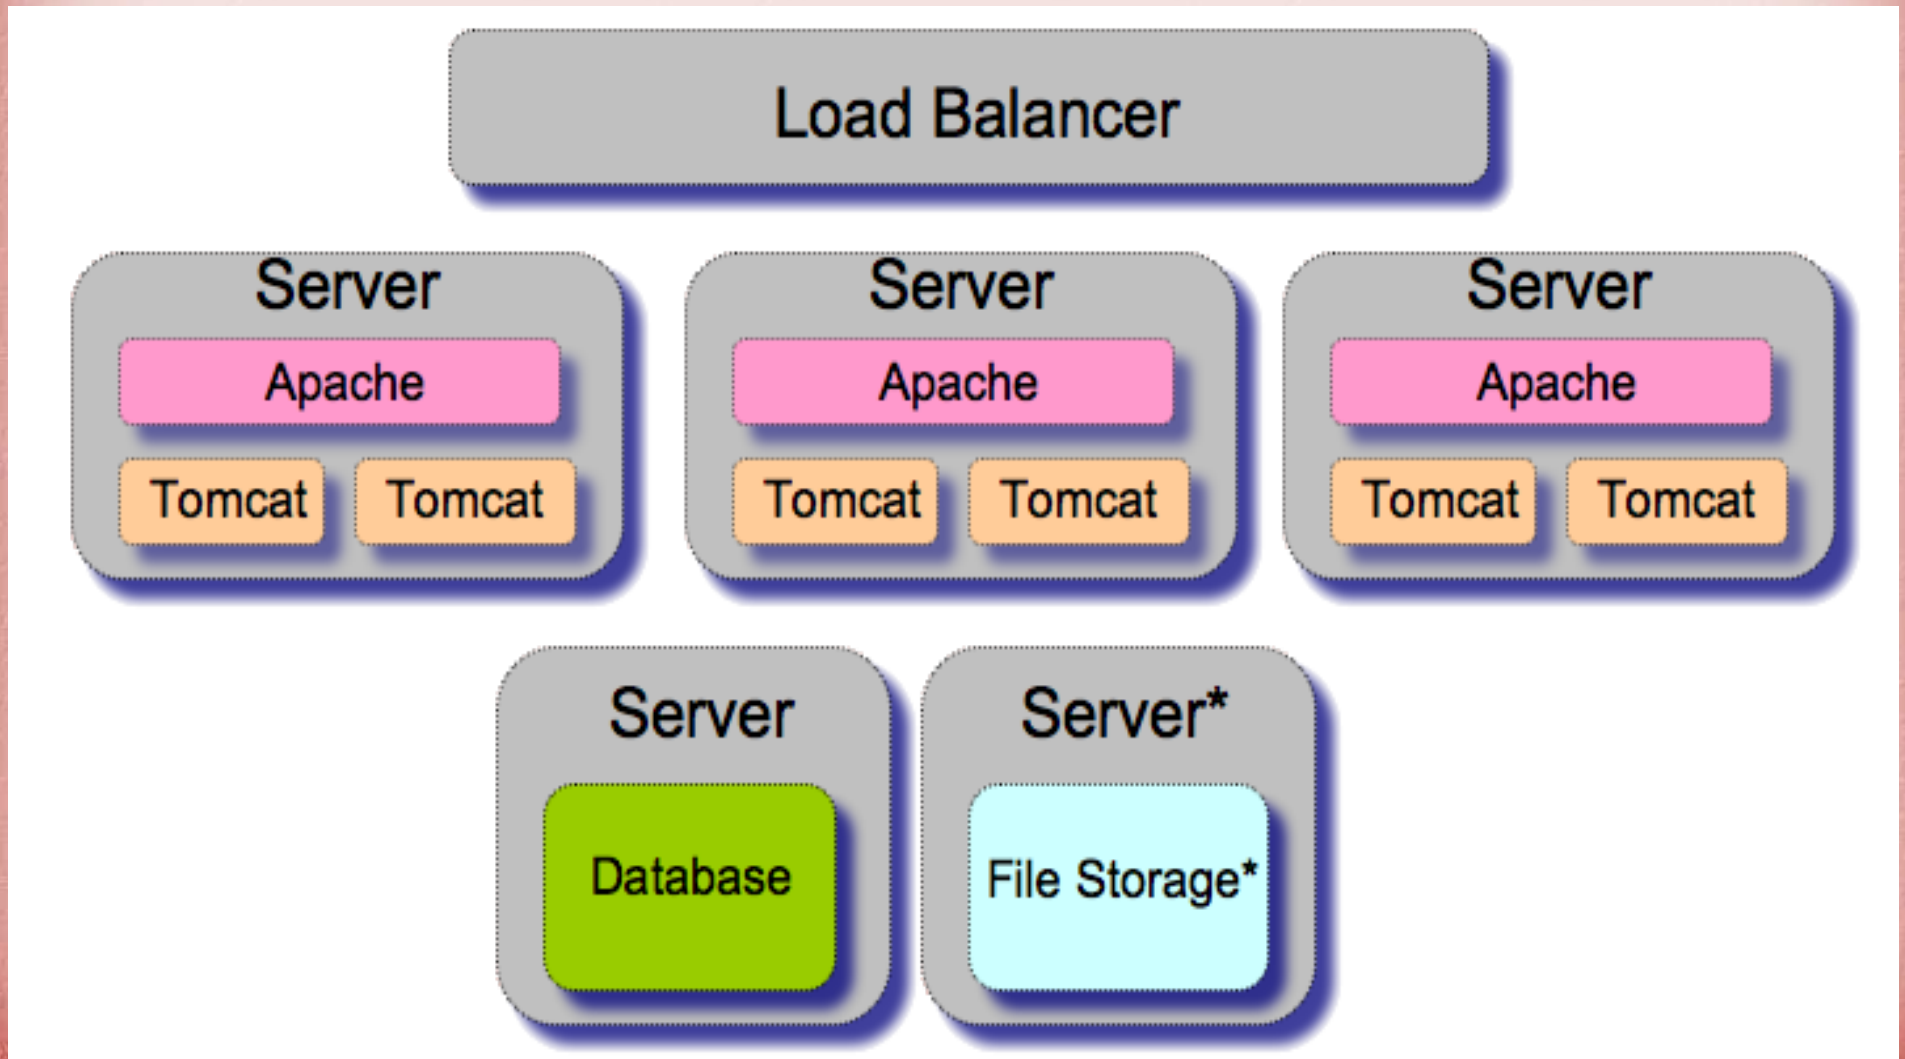 Load Balancer
Server Server Server
Apache Apache Apache
Tomcat Tomcat Tomcat Tomcat Tomcat Tomcat
Server Server*
Database File Storage*